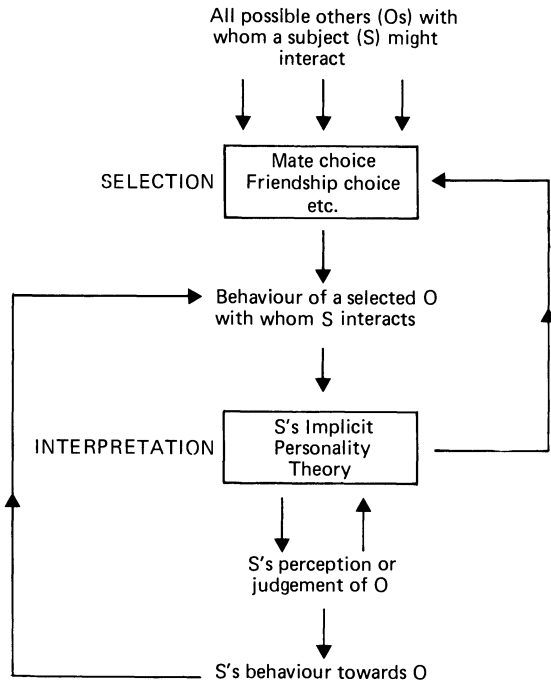 All possible others (Os) with
whom a subject (S) might
interact
SELECTION
Mate choice
Friendship choice
etc.
Behaviour of a selected O
with whom S interacts
INTERPRETATION
S's Implicit
Personality
Theory
S's perception or
judgement of O
S's behaviour towards O